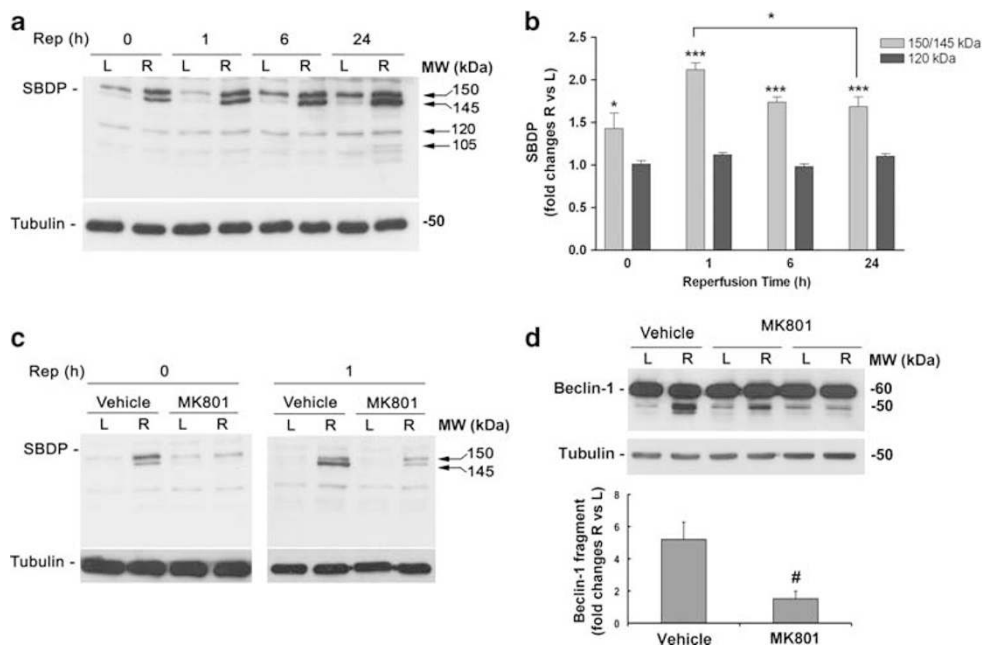 a
Rep (h) 0 1 6 24
L R L R L R L R MW (kDa)
SBDP -
150
145
120
105
Tubulin - -50
b
*
150/145 kDa
120 kDa
2.5
2.0
1.5
1.0
0.5
0.0
* *** *** ***
SBDP
(fold changes R vs L)
0 1 6 24
Reperfusion Time (h)
c
Rep (h) 0 1
Vehicle MK801 Vehicle MK801
L R L R L R L R MW (kDa)
SBDP -
150
145
Tubulin -
d
Vehicle MK801
L R L R L R MW (kDa)
Beclin-1- -60
-50
Tubulin - -50
Beclin-1 fragment
(fold changes R vs L)
8
6
4
2
0
#
Vehicle MK801